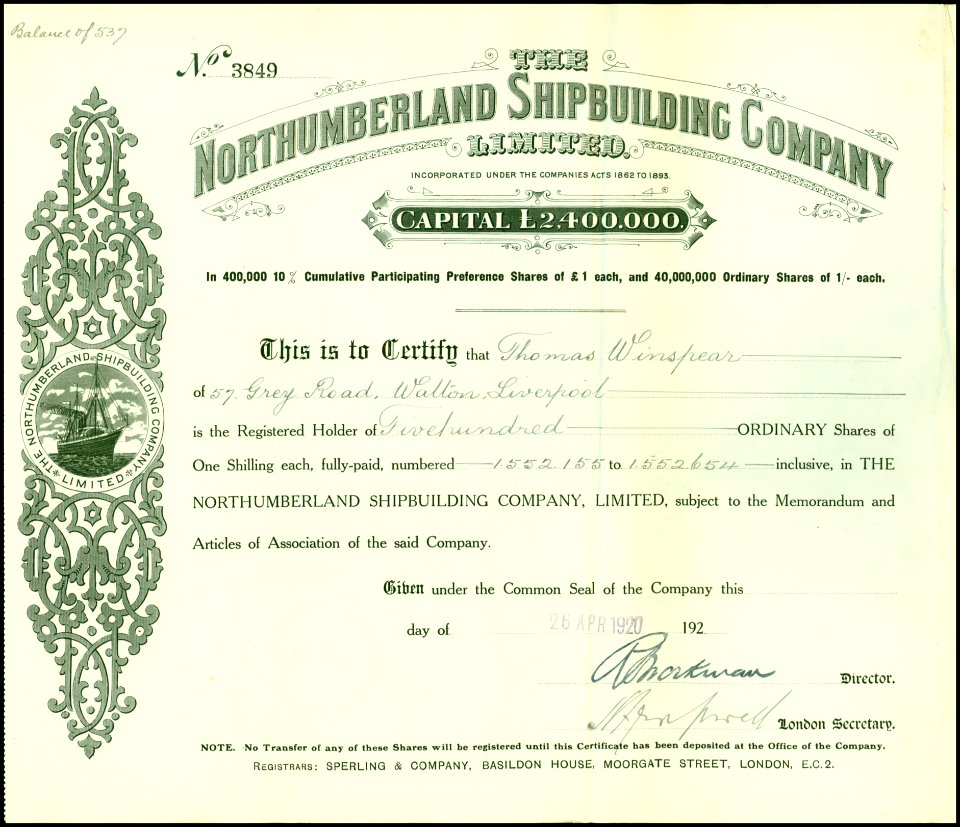 Balance of 537
No. 3849
THE
NORTHUMBERLAND SHIPBUILDING COMPANY
LIMITED.
INCORPORATED UNDER THE COMPANIES ACTS 1862 TO 1893.
CAPITAL £2,400,000.
In 400,000 10% Cumulative Participating Preference Shares of £1 each, and 40,000,000 Ordinary Shares of 1/- each.
This is to Certify that Thomas Winspear
of 57, Grey Road, Walton, Liverpool
is the Registered Holder of Fivehundred ORDINARY Shares of
One Shilling each, fully-paid, numbered 1552155 to 1552654 inclusive, in THE
NORTHUMBERLAND SHIPBUILDING COMPANY, LIMITED, subject to the Memorandum and
Articles of Association of the said Company.
THE NORTHUMBERLAND SHIPBUILDING COMPANY LIMITED
Given under the Common Seal of the Company this
day of 26 APR 1920 192
Director.
London Secretary.
NOTE. No Transfer of any of these Shares will be registered until this Certificate has been deposited at the Office of the Company.
REGISTRARS: SPERLING & COMPANY, BASILDON HOUSE, MOORGATE STREET, LONDON, E.C.2.